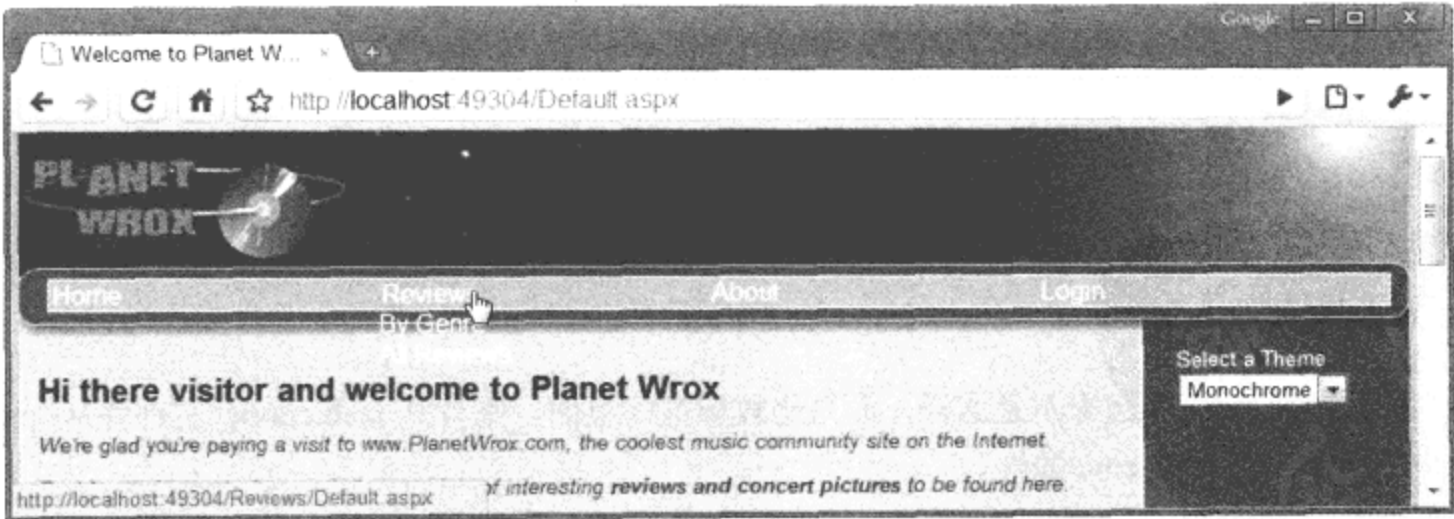 Google
Welcome to Planet W...
http://localhost:49304/Default.aspx
PLANET
WROX
Home Reviews About Login
By Genre
Select a Theme
Monochrome
Hi there visitor and welcome to Planet Wrox
We're glad you're paying a visit to www.PlanetWrox.com, the coolest music community site on the Internet.
of interesting reviews and concert pictures to be found here.
http://localhost:49304/Reviews/Default.aspx